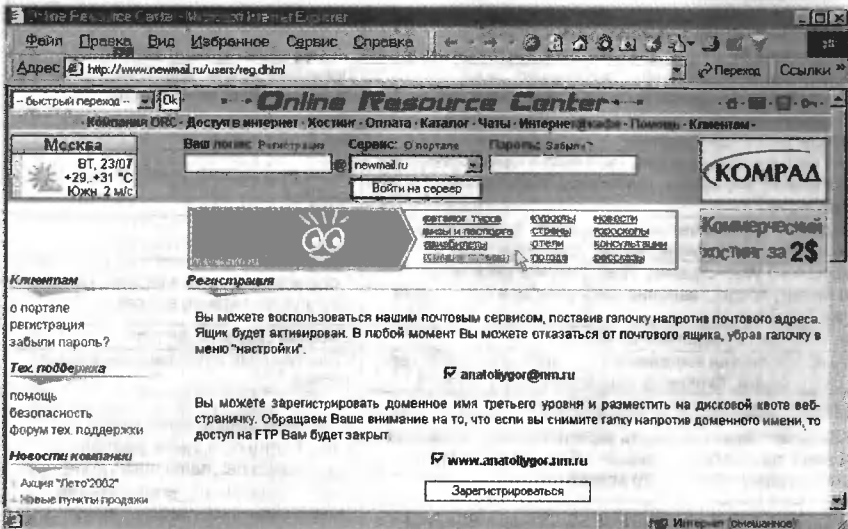 Online Resource Center - Microsoft Internet Explorer
Файл Правка Вид Избранное Сервис Справка
Адрес http://www.newmail.ru/users/reg.dhtml Переход Ссылки »
-- быстрый переход -- Ok Online Resource Center
- Компания ORC - Доступ в интернет - Хостинг - Оплата - Каталог - Чаты - Интернет - Помощь - Клиентам -
Москва Ваш логин: Регистрация Сервис: О портале Пароль: Забыли?
ВТ, 23/07
+29..+31 °C
Южн. 2 м/с
@ newmail.ru
Войти на сервер
КОМРАД
каталог туров курорты новости
визы и паспорта страны гороскопы
авиабилеты отели консультации
погода рассказы
Коммерческий
хостинг за 2$
Клиентам
о портале
регистрация
забыли пароль?
Тех. поддержка
помощь
безопасность
форум тех. поддержки
Новости компании
Акция "Лето'2002"
Новые пункты продажи
Регистрация
Вы можете воспользоваться нашим почтовым сервисом, поставив галочку напротив почтового адреса.
Ящик будет активирован. В любой момент Вы можете отказаться от почтового ящика, убрав галочку в
меню "настройки".
anatoliygor@nm.ru
Вы можете зарегистрировать доменное имя третьего уровня и разместить на дисковой квоте веб-
страничку. Обращаем Ваше внимание на то, что если вы снимите галку напротив доменного имени, то
доступ на FTP Вам будет закрыт.
www.anatoliygor.nm.ru
Зарегистрироваться
Интернет (смешанное)